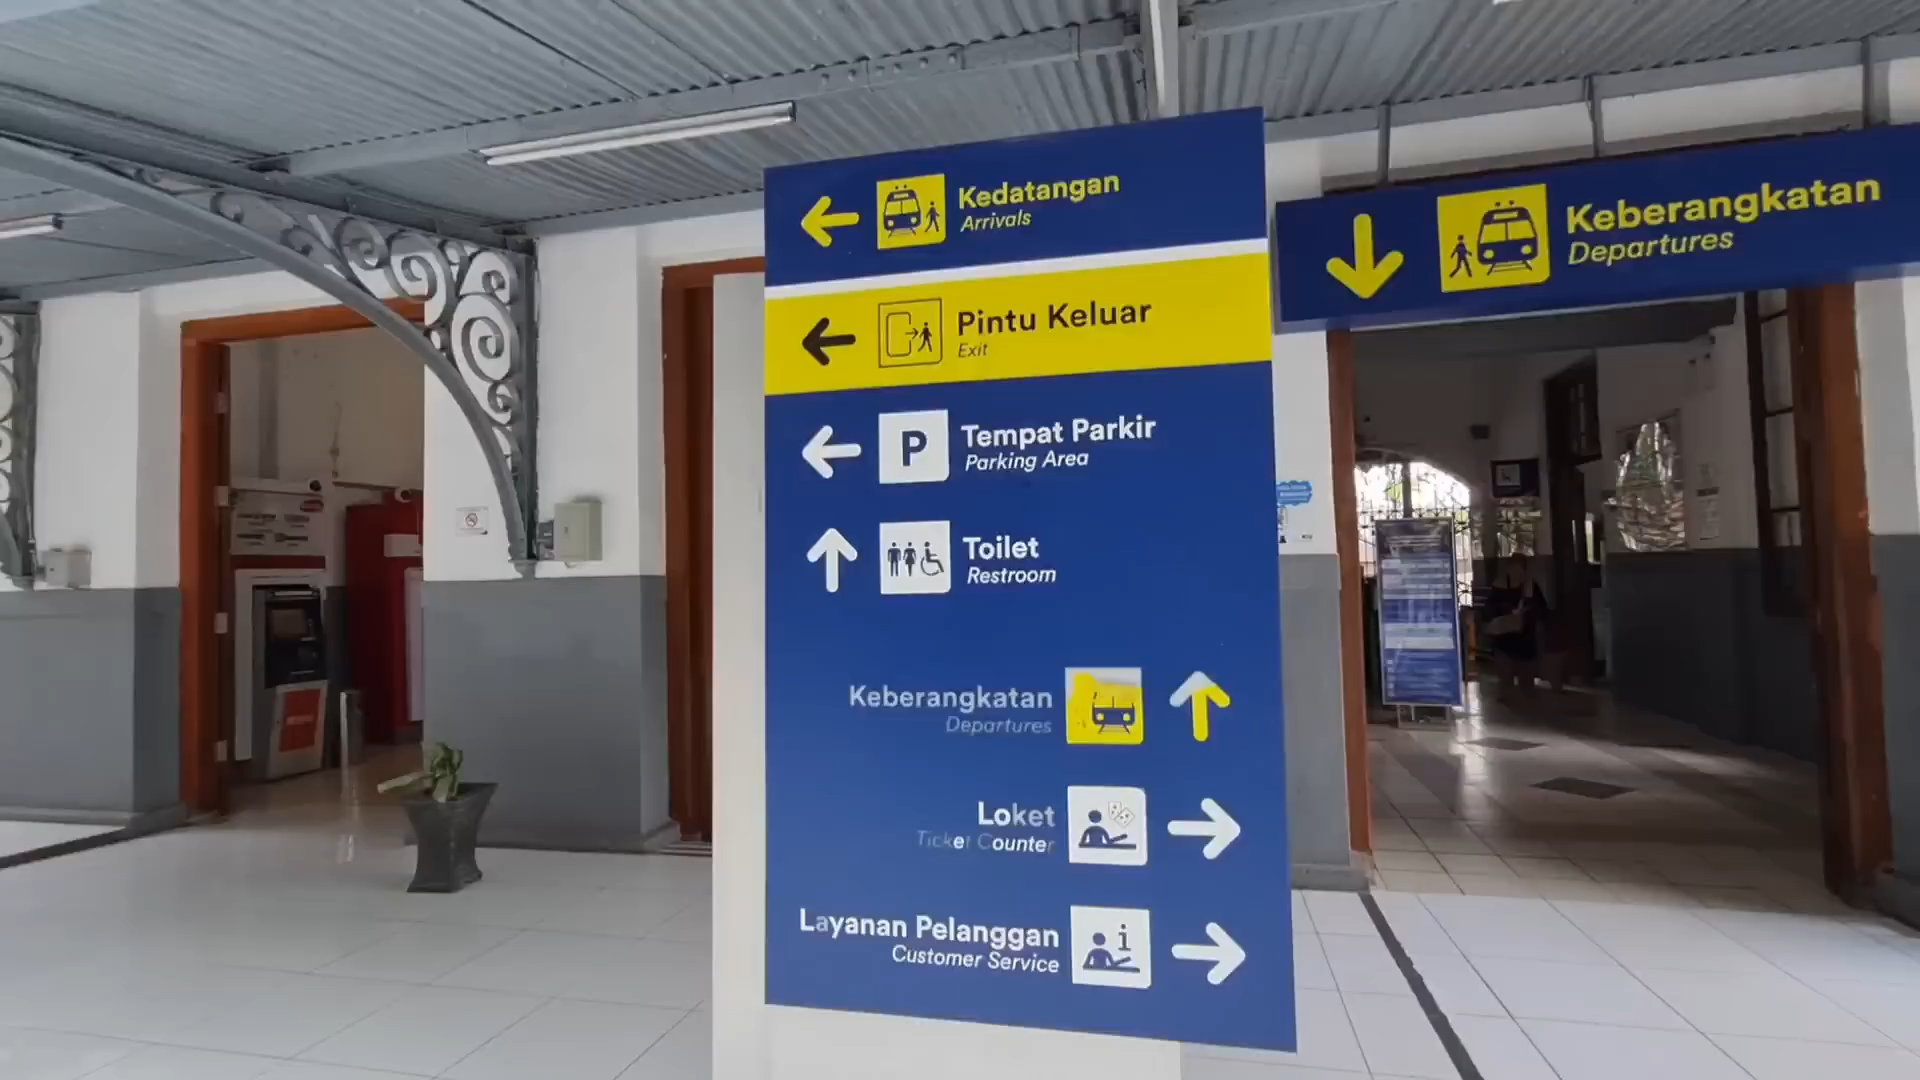 Kedatangan
Arrivals
Pintu Keluar
Exit
P
Tempat Parkir
Parking Area
Toilet
Restroom
Keberangkatan
Departures
Loket
Ticket Counter
Layanan Pelanggan
Customer Service
i
Keberangkatan
Departures